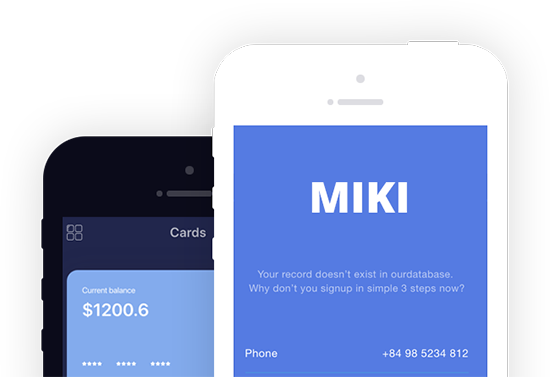 Cards
Current balance
$1200.6
**** **** ****
MIKI
Your record doesn't exist in ourdatabase.
Why don't you signup in simple 3 steps now?
Phone +84 98 5234 812